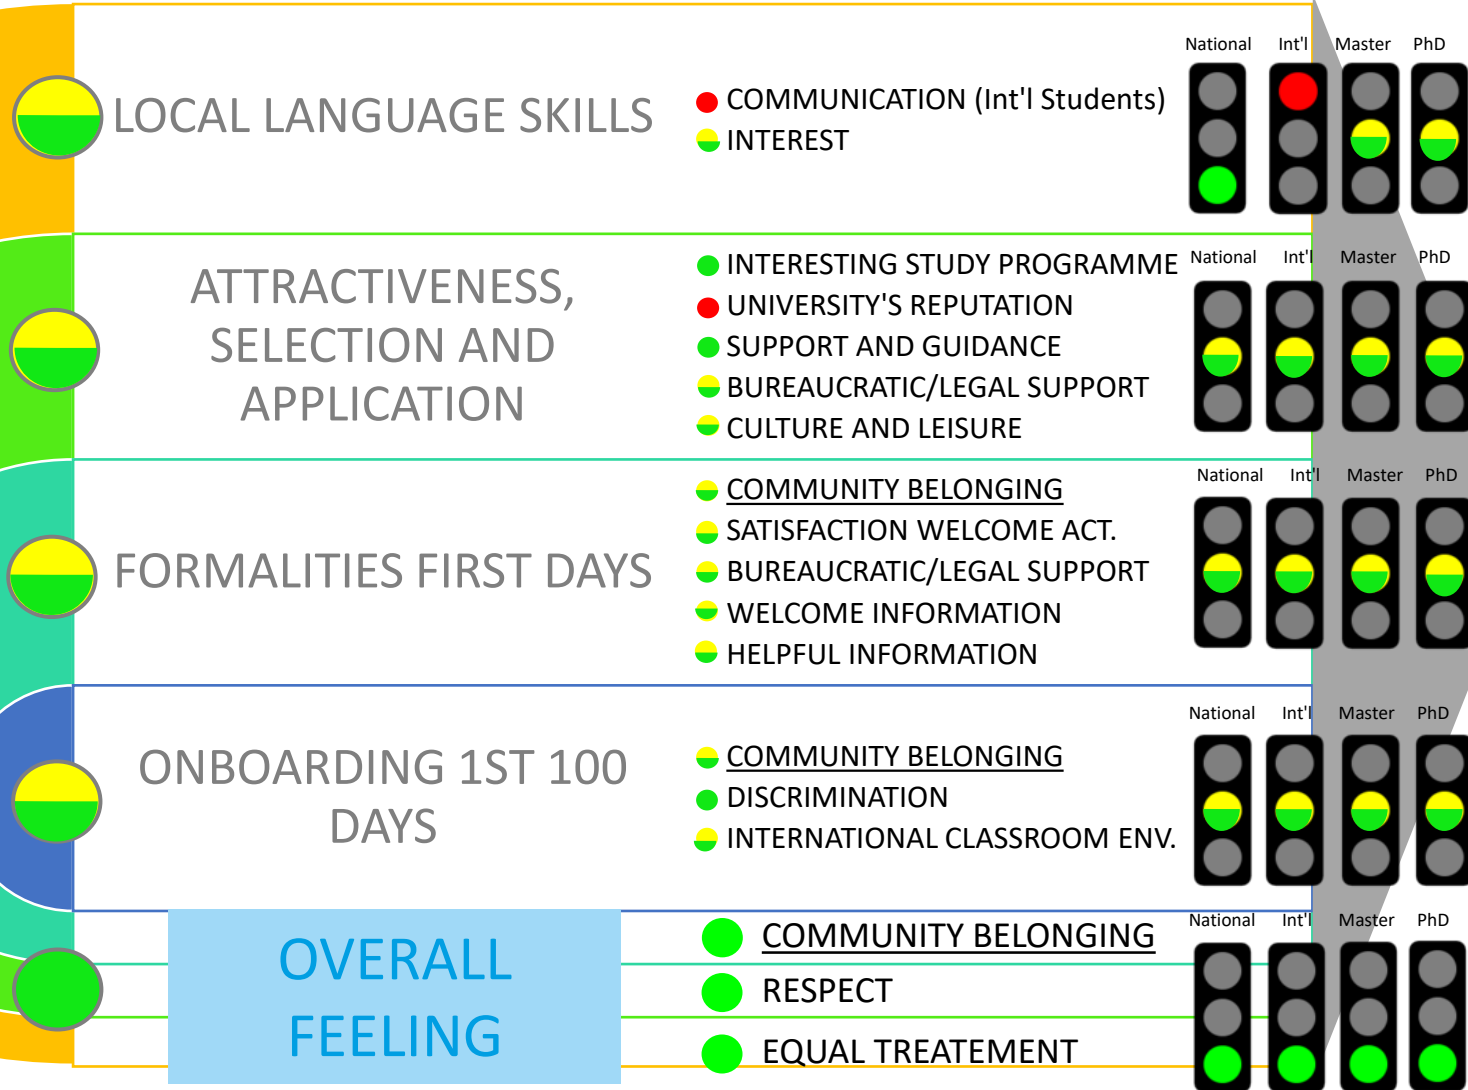 National Int'l Master PhD
LOCAL LANGUAGE SKILLS
COMMUNICATION (Int'l Students)
INTEREST
National Int'l Master PhD
ATTRACTIVENESS,
SELECTION AND
APPLICATION
INTERESTING STUDY PROGRAMME
UNIVERSITY'S REPUTATION
SUPPORT AND GUIDANCE
BUREAUCRATIC/LEGAL SUPPORT
CULTURE AND LEISURE
National Int'l Master PhD
FORMALITIES FIRST DAYS
COMMUNITY BELONGING
SATISFACTION WELCOME ACT.
BUREAUCRATIC/LEGAL SUPPORT
WELCOME INFORMATION
HELPFUL INFORMATION
National Int'l Master PhD
ONBOARDING 1ST 100
DAYS
COMMUNITY BELONGING
DISCRIMINATION
INTERNATIONAL CLASSROOM ENV.
National Int'l Master PhD
OVERALL
FEELING
COMMUNITY BELONGING
RESPECT
EQUAL TREATEMENT